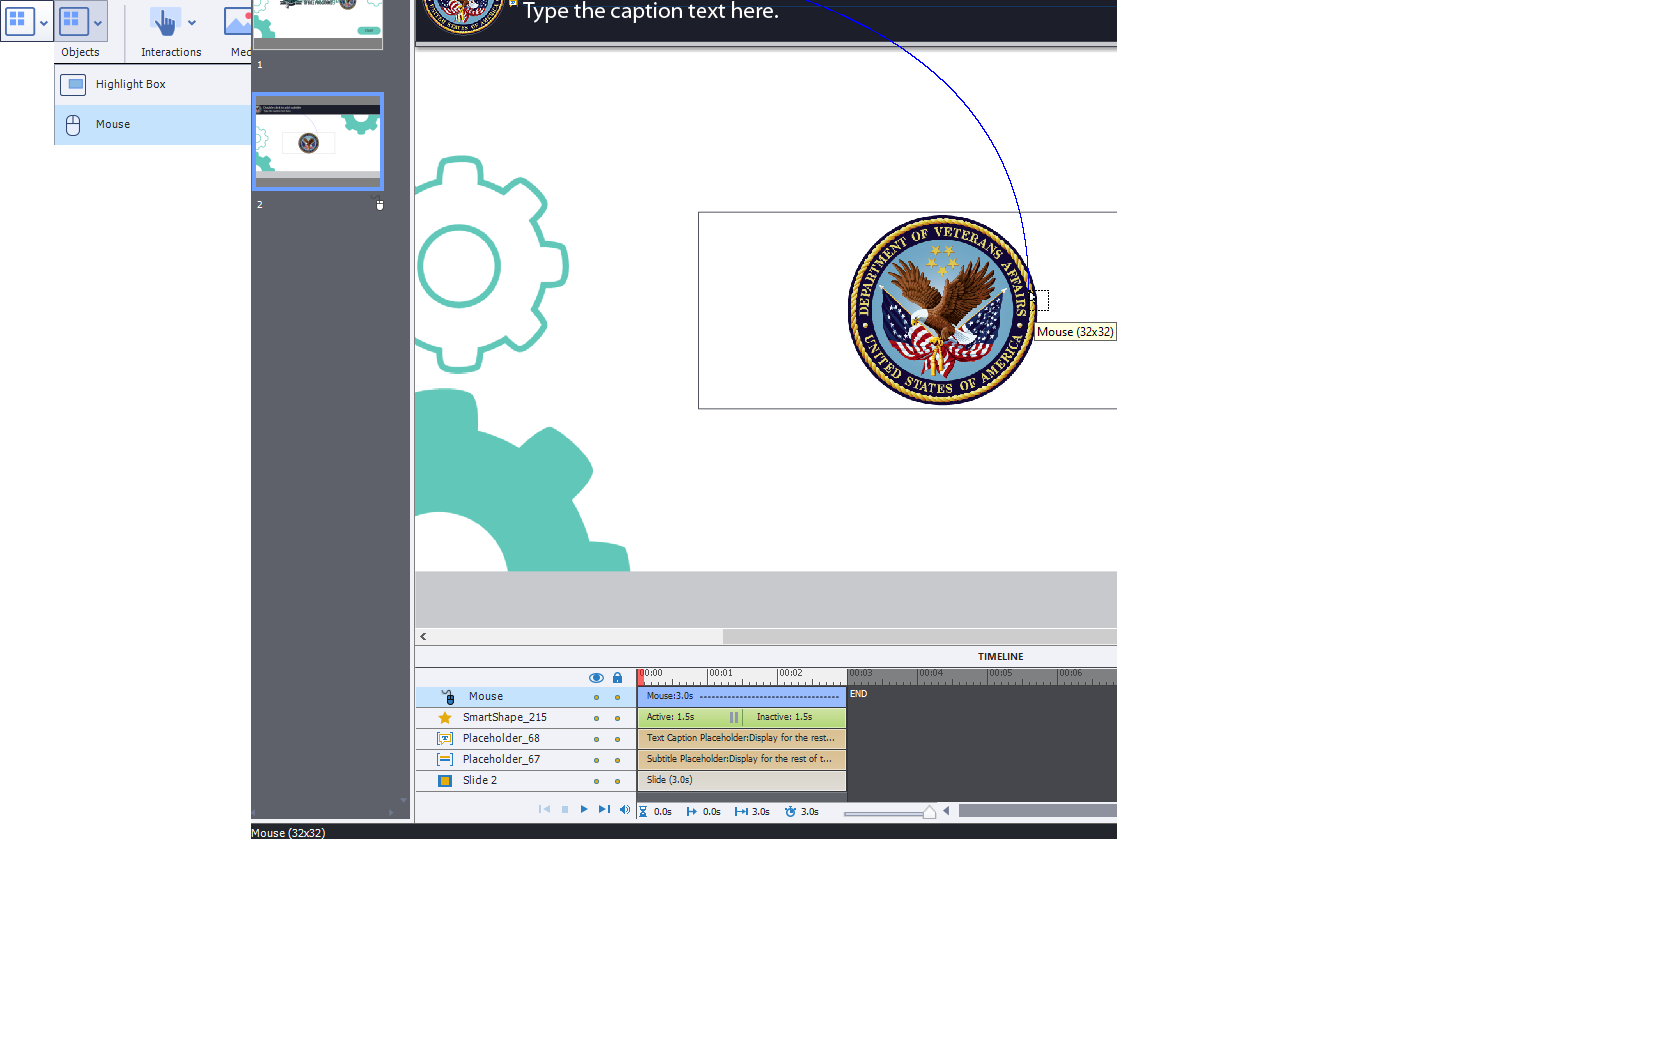 Objects
Interactions
Med
Highlight Box
Mouse
1
2
Type the caption text here.
DEPARTMENT OF VETERANS AFFAIRS
UNITED STATES OF AMERICA
Mouse (32x32)
TIMELINE
00:00 00:01 00:02 00:03 00:04 00:05 00:06
Mouse Mouse:3.0s END
SmartShape_215 Active: 1.5s Inactive: 1.5s
Placeholder_68 Text Caption Placeholder:Display for the rest...
Placeholder_67 Subtitle Placeholder:Display for the rest of t...
Slide 2 Slide (3.0s)
0.0s 0.0s 3.0s 3.0s
Mouse (32x32)